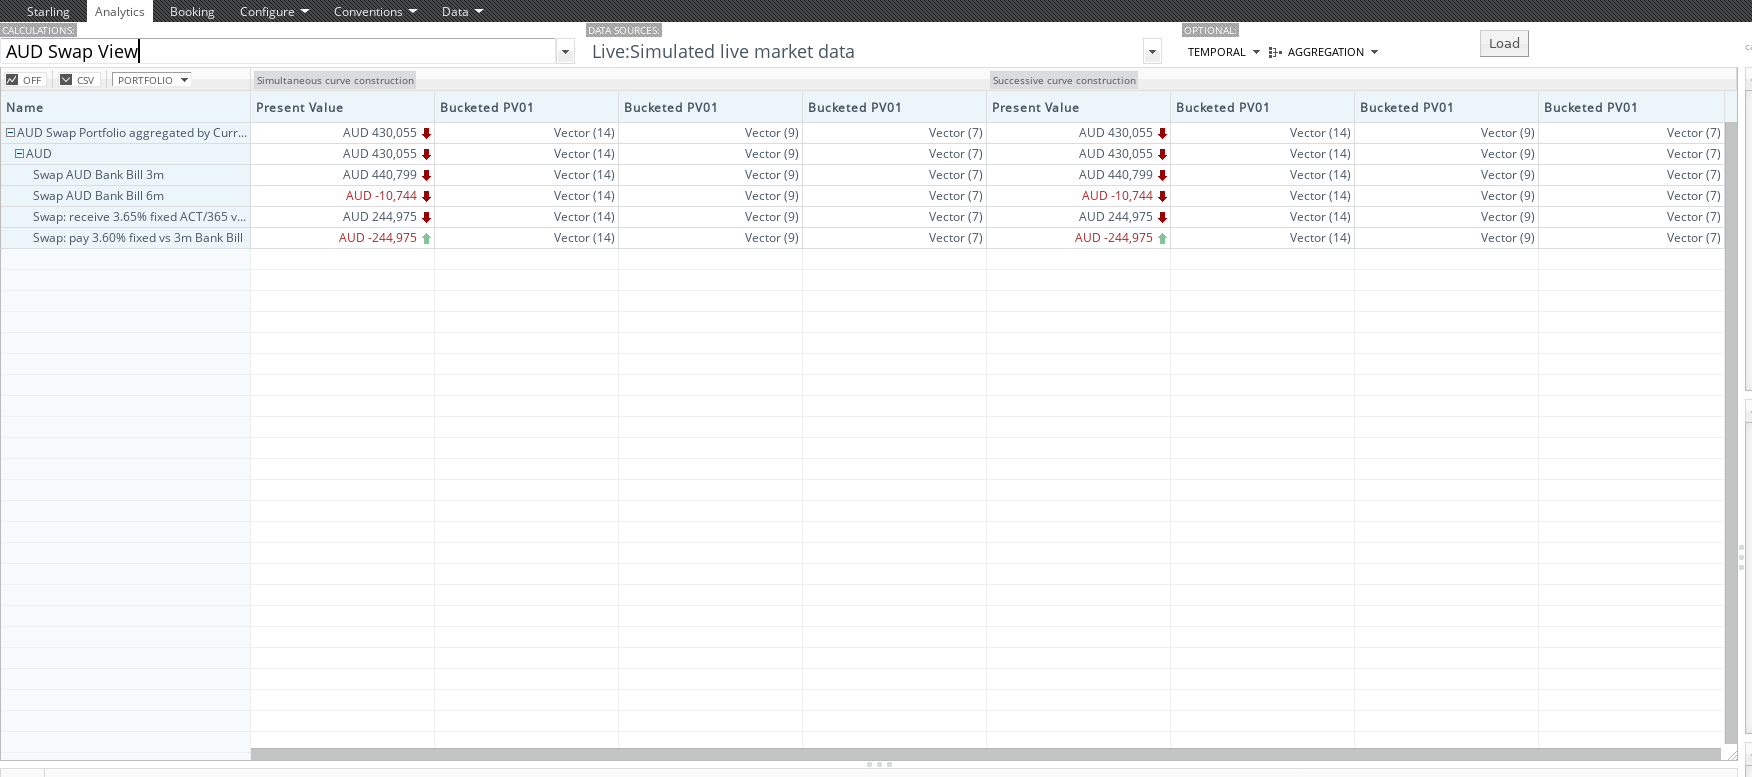 Starling Analytics Booking Configure Conventions Data
CALCULATIONS: DATA SOURCES: OPTIONAL:
AUD Swap View Live:Simulated live market data TEMPORAL AGGREGATION Load
OFF CSV PORTFOLIO Simultaneous curve construction Successive curve construction
Name Present Value Bucketed PV01 Bucketed PV01 Bucketed PV01 Present Value Bucketed PV01 Bucketed PV01 Bucketed PV01
AUD Swap Portfolio aggregated by Curr... AUD 430,055 Vector (14) Vector (9) Vector (7) AUD 430,055 Vector (14) Vector (9) Vector (7)
AUD AUD 430,055 Vector (14) Vector (9) Vector (7) AUD 430,055 Vector (14) Vector (9) Vector (7)
Swap AUD Bank Bill 3m AUD 440,799 Vector (14) Vector (9) Vector (7) AUD 440,799 Vector (14) Vector (9) Vector (7)
Swap AUD Bank Bill 6m AUD -10,744 Vector (14) Vector (9) Vector (7) AUD -10,744 Vector (14) Vector (9) Vector (7)
Swap: receive 3.65% fixed ACT/365 v... AUD 244,975 Vector (14) Vector (9) Vector (7) AUD 244,975 Vector (14) Vector (9) Vector (7)
Swap: pay 3.60% fixed vs 3m Bank Bill AUD -244,975 Vector (14) Vector (9) Vector (7) AUD -244,975 Vector (14) Vector (9) Vector (7)